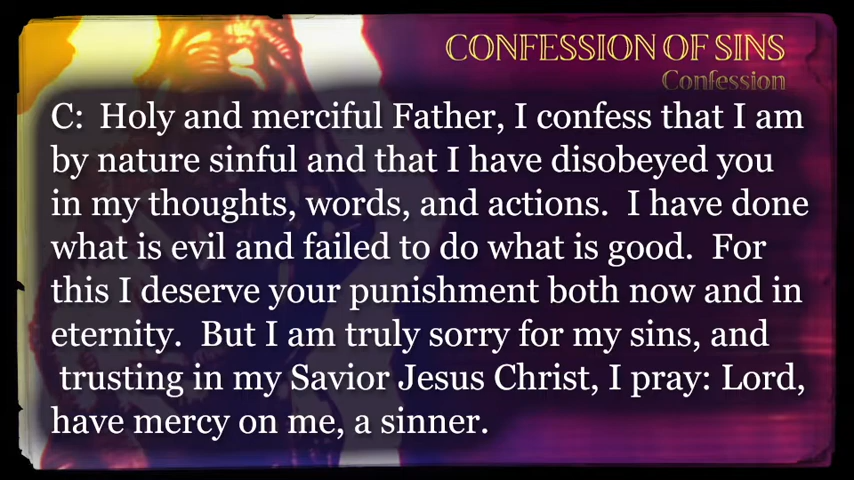 CONFESSION OF SINS
Confession
C:  Holy and merciful Father, I confess that I am
by nature sinful and that I have disobeyed you
in my thoughts, words, and actions.  I have done
what is evil and failed to do what is good.  For
this I deserve your punishment both now and in
eternity.  But I am truly sorry for my sins, and
trusting in my Savior Jesus Christ, I pray: Lord,
have mercy on me, a sinner.